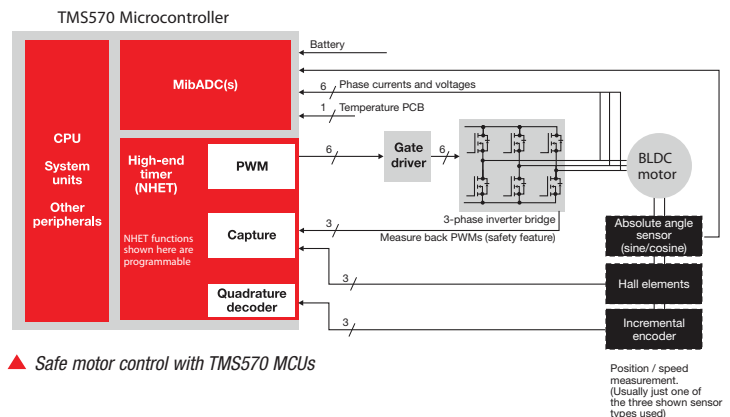 TMS570 Microcontroller
Battery
MibADC(s)
6
Phase currents and voltages
1
Temperature PCB
CPU
System
units
Other
peripherals
High-end
timer
(NHET)
PWM
6
Gate
driver
6
BLDC
motor
3-phase inverter bridge
NHET functions
shown here are
programmable
Capture
3
Measure back PWMs (safety feature)
Absolute angle
sensor
(sine/cosine)
3
Hall elements
Quadrature
decoder
3
Incremental
encoder
Safe motor control with TMS570 MCUs
Position / speed
measurement.
(Usually just one of
the three shown sensor
types used)